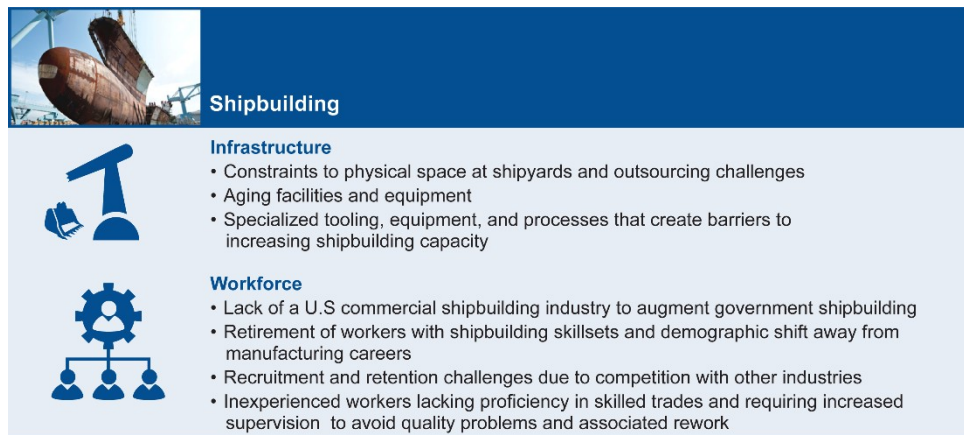 Shipbuilding
Infrastructure
• Constraints to physical space at shipyards and outsourcing challenges
• Aging facilities and equipment
• Specialized tooling, equipment, and processes that create barriers to
increasing shipbuilding capacity
Workforce
• Lack of a U.S commercial shipbuilding industry to augment government shipbuilding
• Retirement of workers with shipbuilding skillsets and demographic shift away from
manufacturing careers
• Recruitment and retention challenges due to competition with other industries
• Inexperienced workers lacking proficiency in skilled trades and requiring increased
supervision to avoid quality problems and associated rework